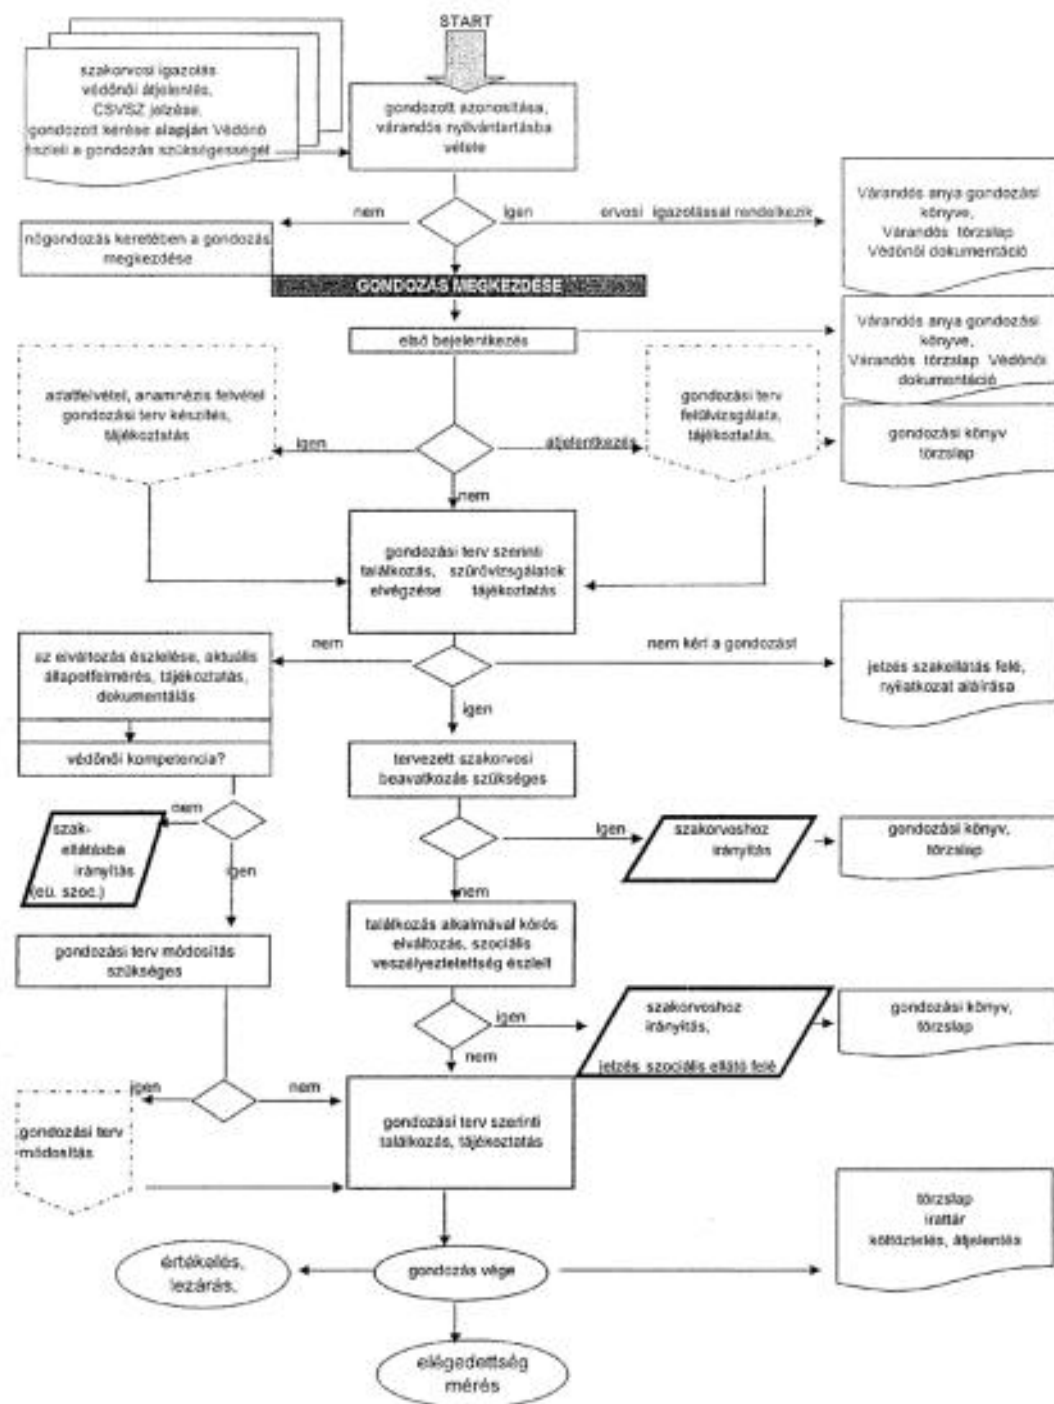 START
szakorvosi igazolás
védőnői átjelentés,
CSVSZ jelzése,
gondozott kérése alapján Védőnő
észleli a gondozás szükségességét
gondozott azonosítása,
várandós nyilvántartásba
vétele
nem
igen
orvosi igazolással rendelkezik
Várandós anya gondozási
könyve,
Várandós törzslap
Védőnői dokumentáció
nőgondozás keretében a gondozás
megkezdése
GONDOZÁS MEGKEZDÉSE
első bejelentkezés
Várandós anya gondozási
könyve,
Várandós törzslap Védőnői
dokumentáció
adatfelvétel, anamnézis felvétel
gondozási terv készítés,
tájékoztatás
igen
átjelentkezés
gondozási terv
felülvizsgálata,
tájékoztatás,
gondozási könyv
törzslap
nem
gondozási terv szerinti
találkozás, szűrővizsgálatok
elvégzése tájékoztatás
nem
nem kéri a gondozást
az elváltozás észlelése, aktuális
állapotfelmérés, tájékoztatás,
dokumentálás
jelzés szakellátás felé,
nyilatkozat aláírása
igen
védőnői kompetencia?
tervezett szakorvosi
beavatkozás szükséges
nem
szak-
ellátásba
irányítás
(eü. szoc.)
igen
igen
szakorvoshoz
irányítás
gondozási könyv,
törzslap
nem
találkozás alkalmával kóros
elváltozás, szociális
veszélyeztetettség észlelt
gondozási terv módosítás
szükséges
igen
szakorvoshoz
irányítás,
jelzés szociális ellátó felé
gondozási könyv,
törzslap
nem
igen
nem
gondozási terv
módosítás
gondozási terv szerinti
találkozás, tájékoztatás
törzslap
irattár
költöztelés, átjelentés
értékelés,
lezárás,
gondozás vége
elégedettség
mérés